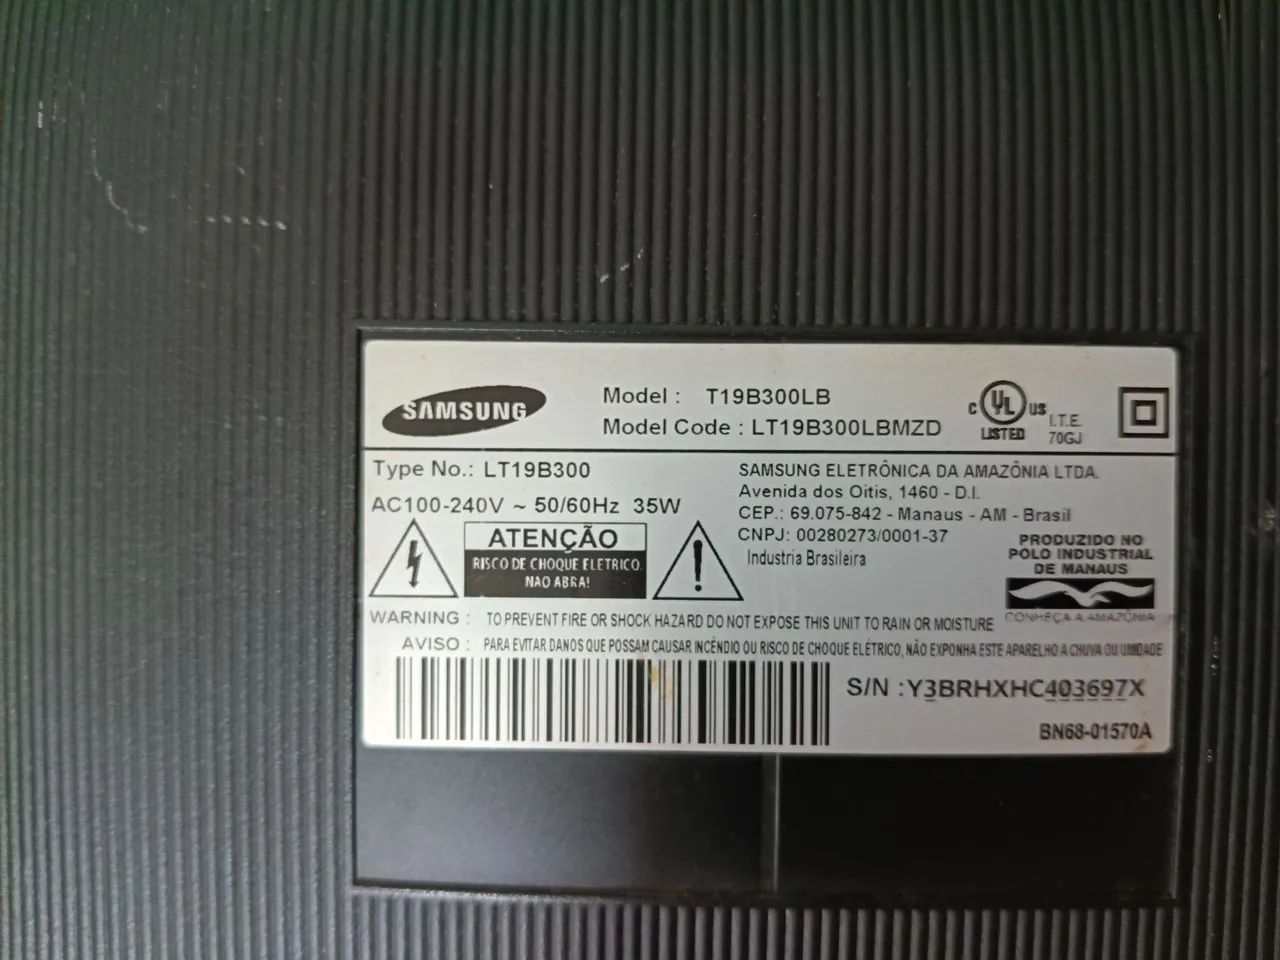 SAMSUNG
Model : T19B300LB
Model Code : LT19B300LBMZD
C UL US
LISTED
I.T.E.
70GJ
Type No.: LT19B300
AC100-240V ~ 50/60Hz 35W
ATENÇÃO
RISCO DE CHOQUE ELETRICO.
NAO ABRA!
SAMSUNG ELETRÔNICA DA AMAZÔNIA LTDA.
Avenida dos Oitis, 1460 - D.I.
CEP.: 69.075-842 - Manaus - AM - Brasil
CNPJ: 00280273/0001-37
Industria Brasileira
PRODUZIDO NO
PÓLO INDUSTRIAL
DE MANAUS
CONHEÇA A AMAZÔNIA
WARNING : TO PREVENT FIRE OR SHOCK HAZARD DO NOT EXPOSE THIS UNIT TO RAIN OR MOISTURE
AVISO : PARA EVITAR DANOS QUE POSSAM CAUSAR INCÊNDIO OU RISCO DE CHOQUE ELÉTRICO, NÃO EXPONHA ESTE APARELHO A CHUVA OU UMIDADE
S/N : Y3BRHXHC403697X
BN68-01570A